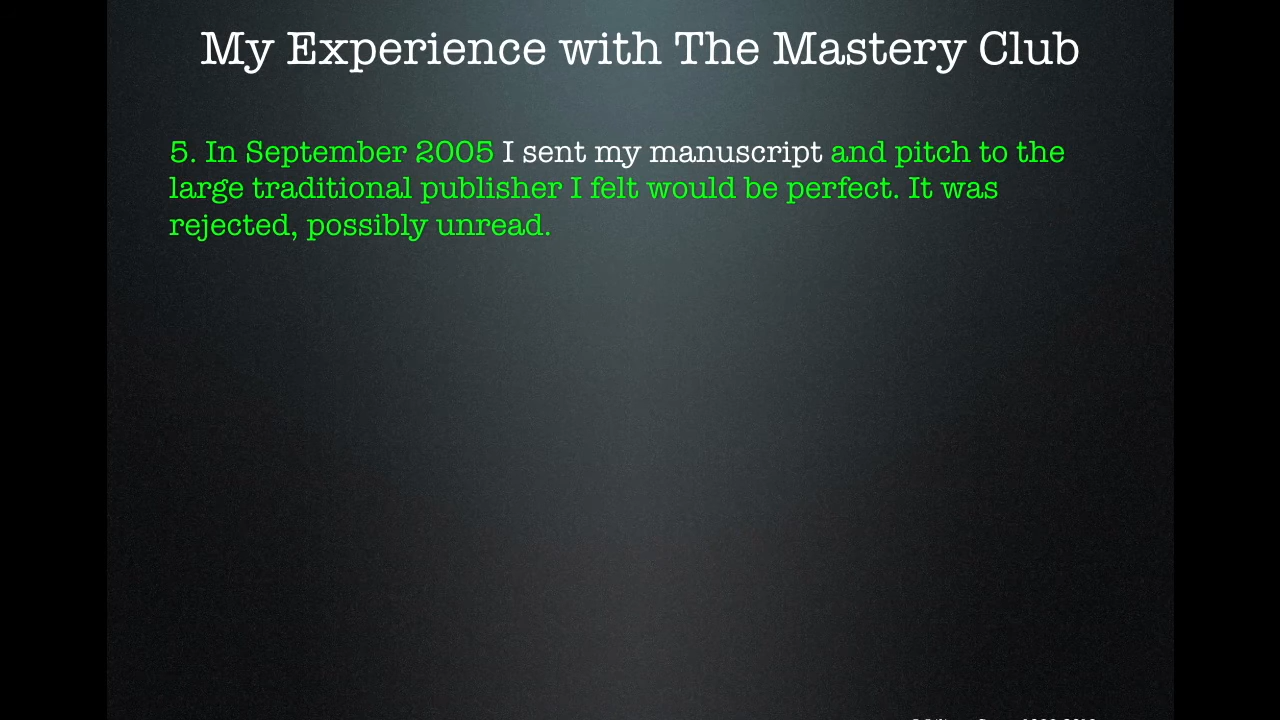 My Experience with The Mastery Club
5. In September 2005 I sent my manuscript and pitch to the
large traditional publisher I felt would be perfect. It was
rejected, possibly unread.